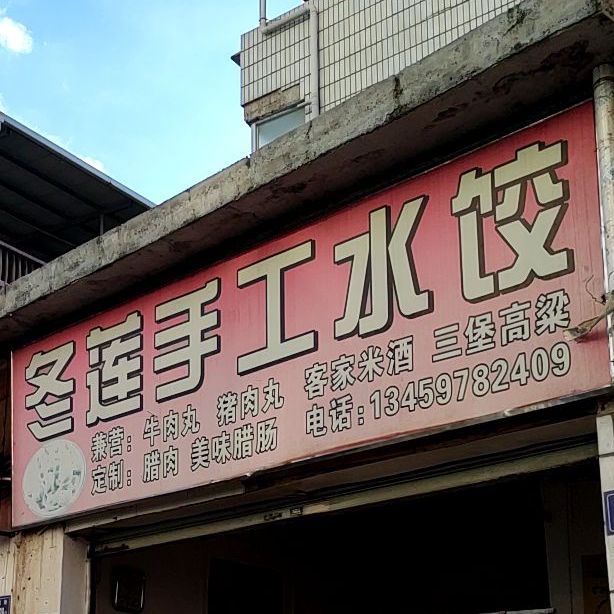 冬莲手工水饺
兼营：牛肉丸 猪肉丸 客家米酒 三堡高粱
定制：腊肉 美味腊肠 电话：13459782409